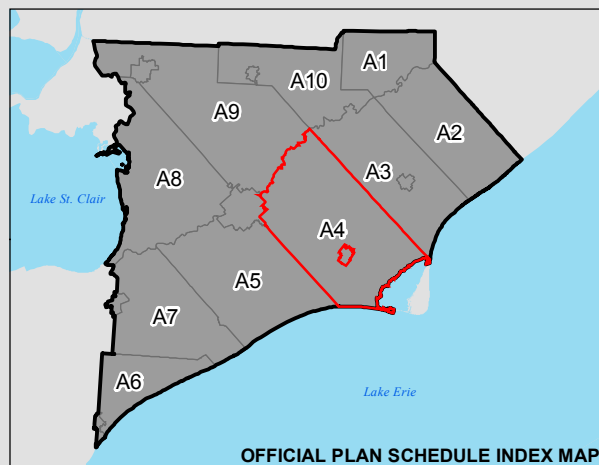 A1
A10
A2
A9
A3
A8
Lake St. Clair
A4
A5
A7
A6
Lake Erie
OFFICIAL PLAN SCHEDULE INDEX MAP